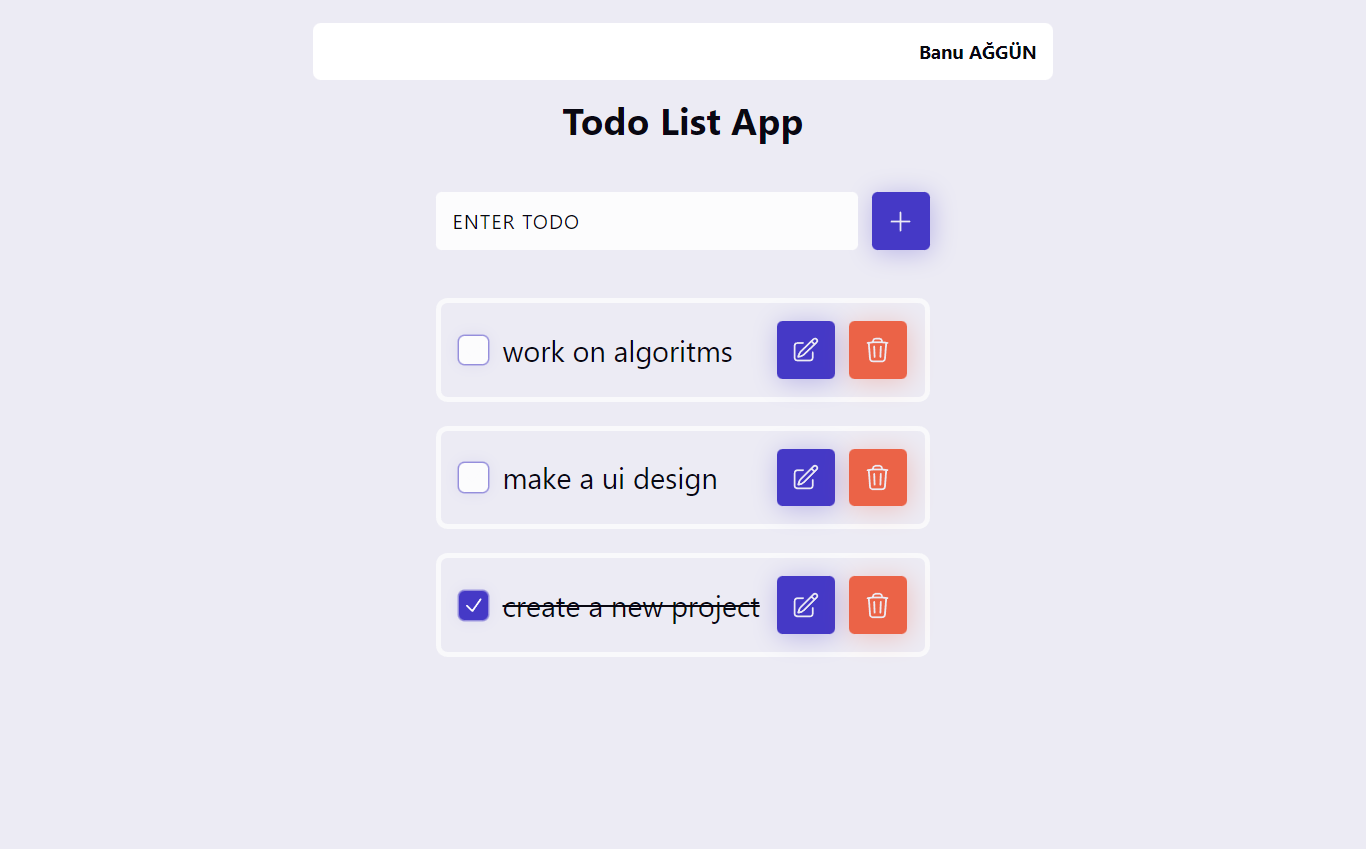 Banu AĞGÜN
Todo List App
ENTER TODO
work on algoritms
make a ui design
create a new project